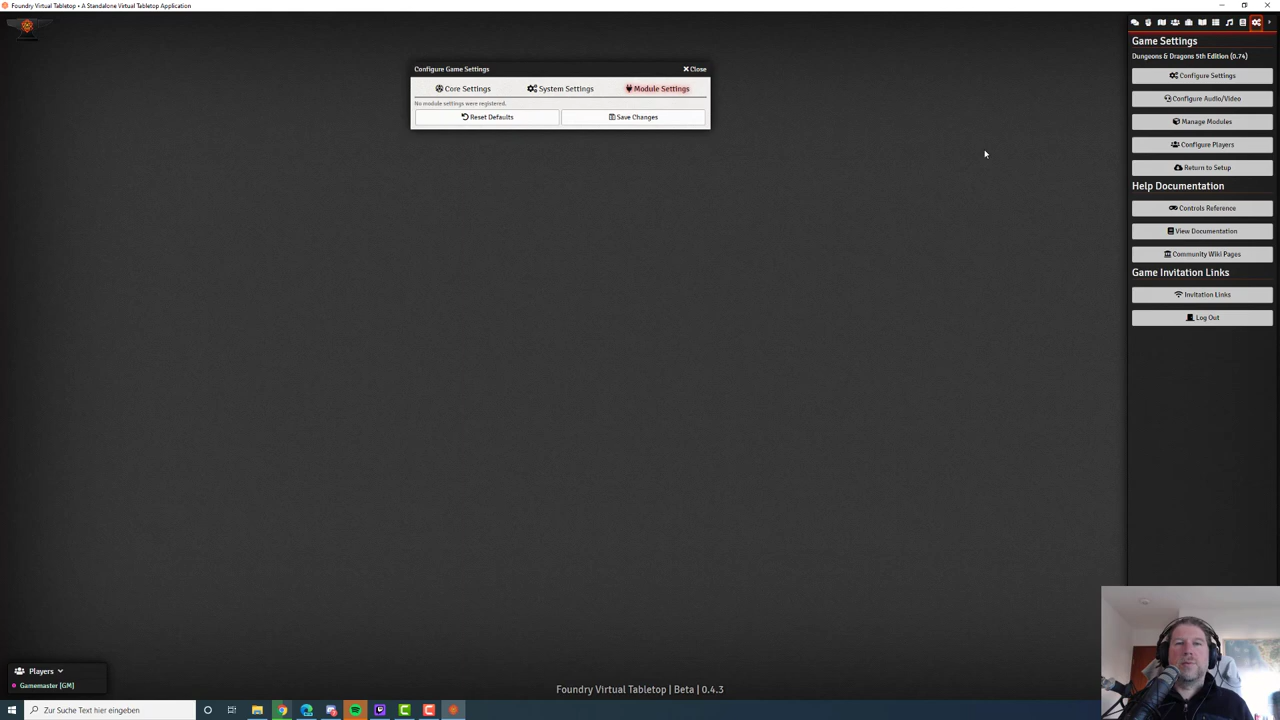 Foundry Virtual Tabletop • A Standalone Virtual Tabletop Application
Configure Game Settings
Close
Core Settings
System Settings
Module Settings
No module settings were registered.
Reset Defaults
Save Changes
Game Settings
Dungeons & Dragons 5th Edition (0.74)
Configure Settings
Configure Audio/Video
Manage Modules
Configure Players
Return to Setup
Help Documentation
Controls Reference
View Documentation
Community Wiki Pages
Game Invitation Links
Invitation Links
Log Out
Players
Gamemaster [GM]
Foundry Virtual Tabletop | Beta | 0.4.3
Zur Suche Text hier eingeben